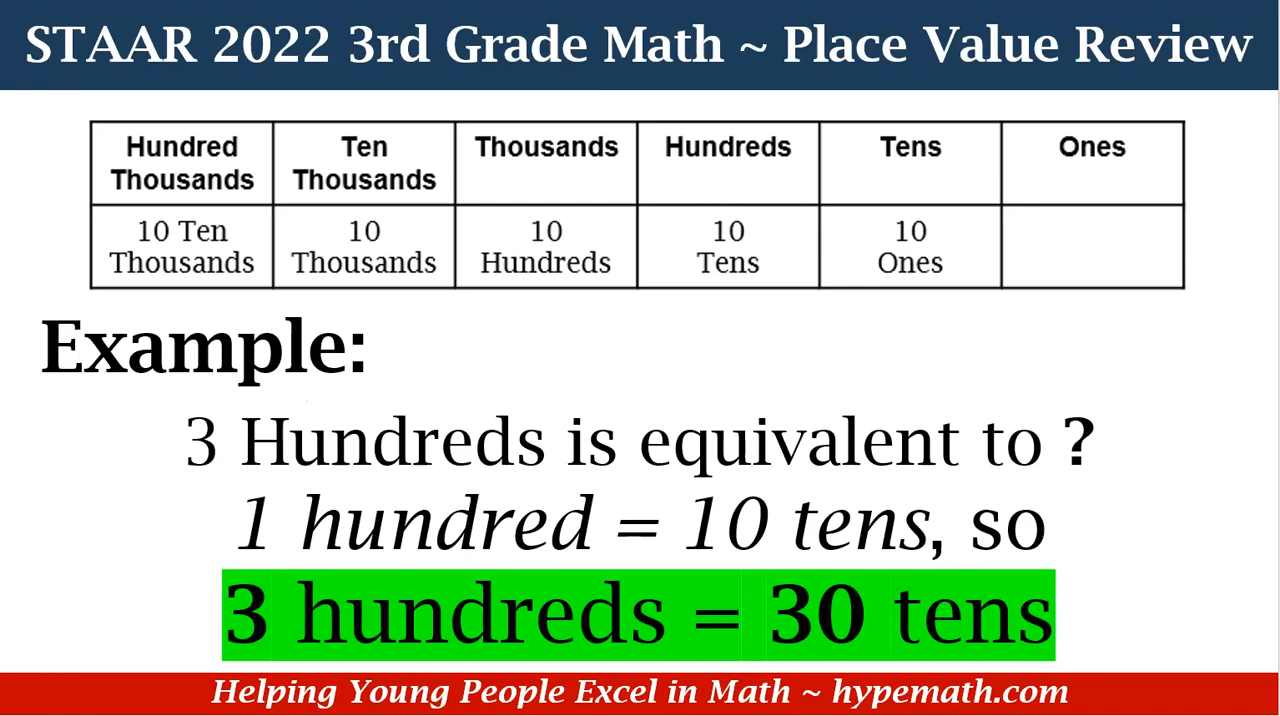 STAAR 2022 3rd Grade Math ~ Place Value Review
Hundred Thousands Ten Thousands Thousands Hundreds Tens Ones
10 Ten Thousands 10 Thousands 10 Hundreds 10 Tens 10 Ones
Example:
3 Hundreds is equivalent to ?
1 hundred = 10 tens, so
3 hundreds = 30 tens
Helping Young People Excel in Math ~ hypemath.com